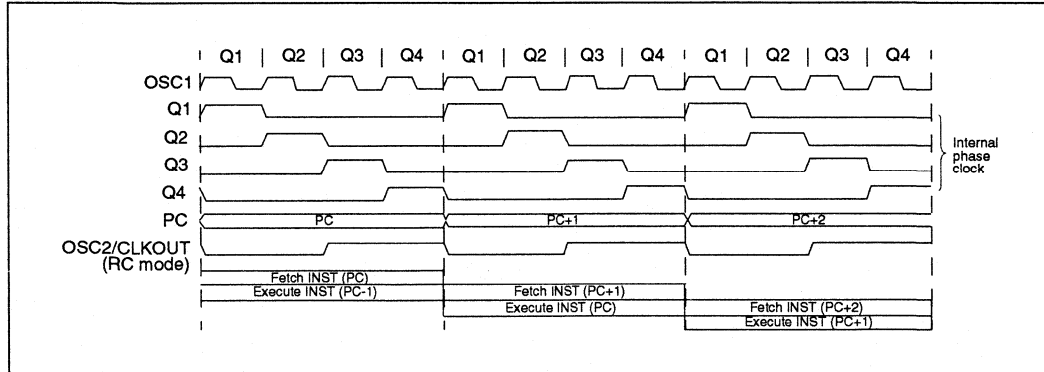 Q1 | Q2 | Q3 | Q4 | Q1 | Q2 | Q3 | Q4 | Q1 | Q2 | Q3 | Q4
OSC1
Q1
Q2
Q3
Q4
Internal
phase
clock
PC PC PC+1 PC+2
OSC2/CLKOUT
(RC mode)
Fetch INST (PC)
Execute INST (PC-1) Fetch INST (PC+1)
Execute INST (PC) Fetch INST (PC+2)
Execute INST (PC+1)